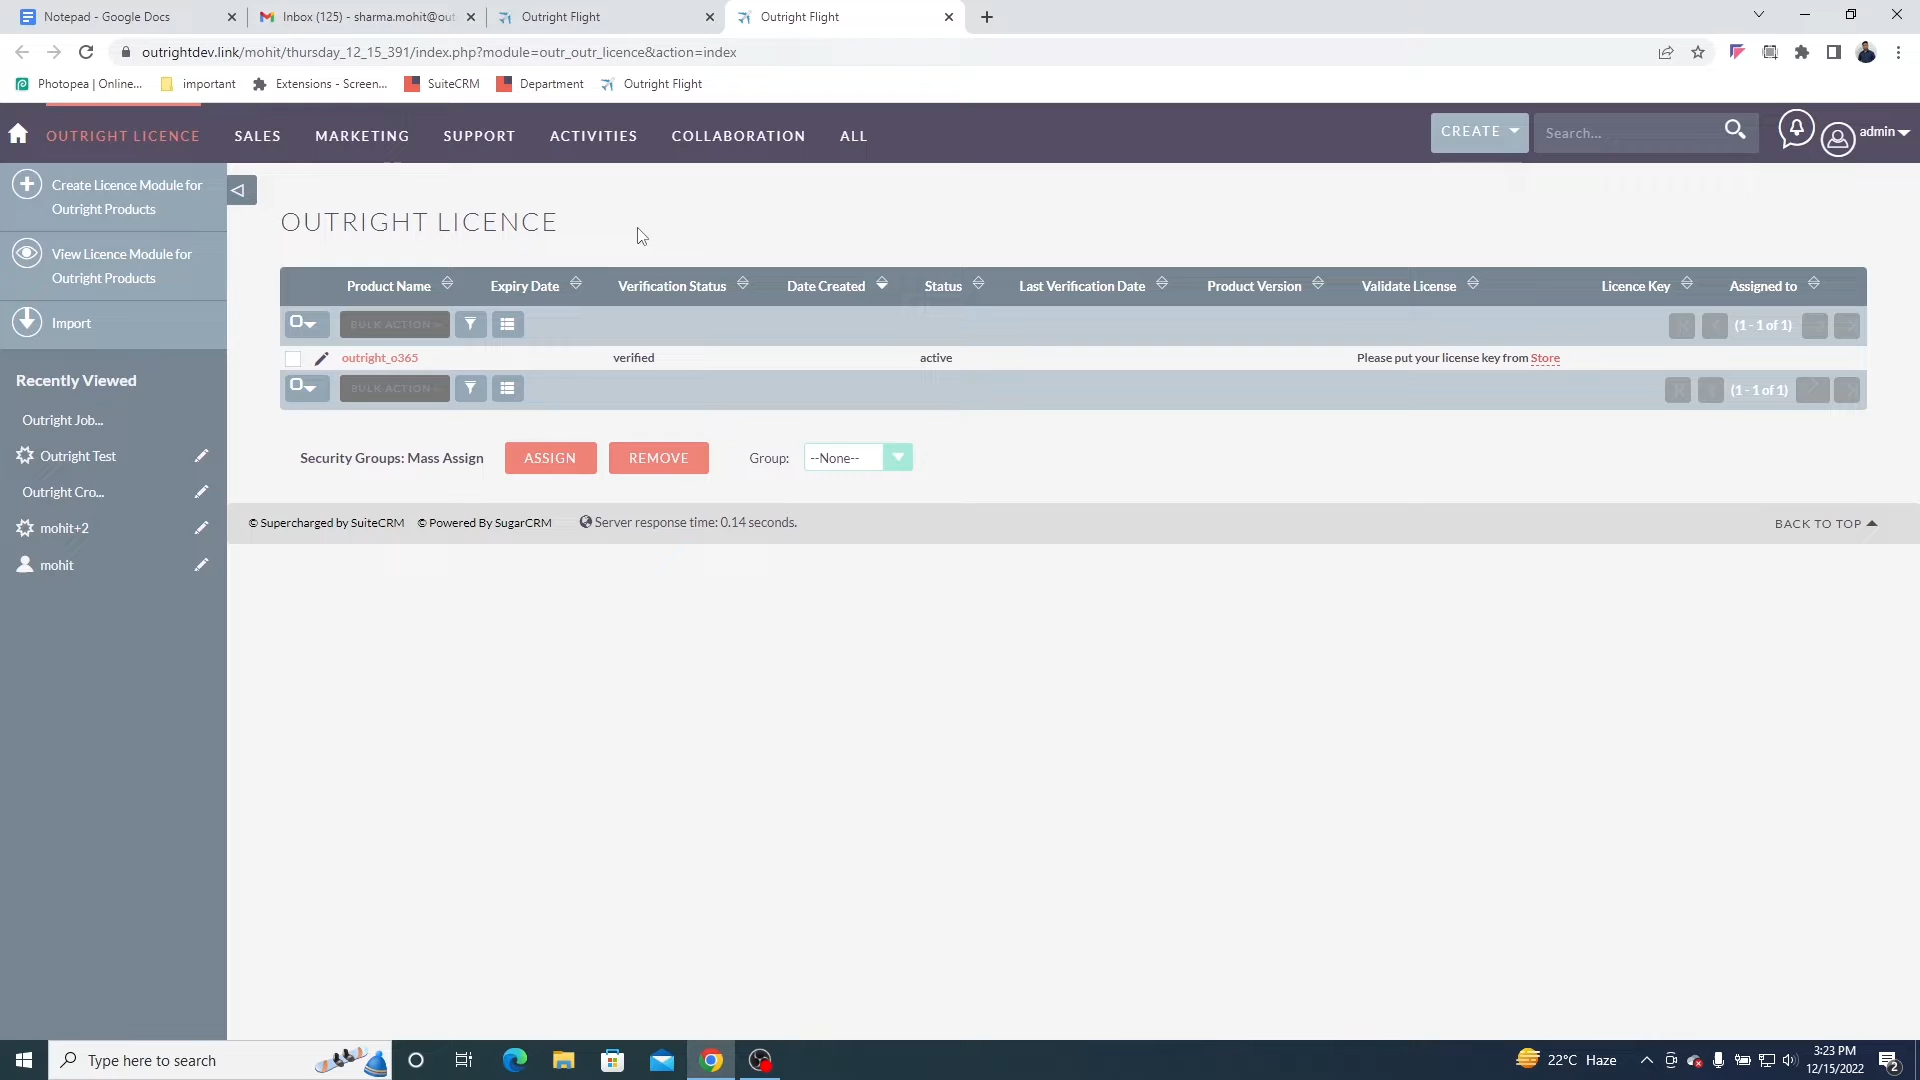 Notepad - Google Docs
Inbox (125) - sharma.mohit@out
Outright Flight
Outright Flight
outrightdev.link/mohit/thursday_12_15_391/index.php?module=outr_outr_licence&action=index
Photopea | Online...
important
Extensions - Screen...
SuiteCRM
Department
Outright Flight
OUTRIGHT LICENCE
SALES
MARKETING
SUPPORT
ACTIVITIES
COLLABORATION
ALL
CREATE
Search...
admin
Create Licence Module for
Outright Products
View Licence Module for
Outright Products
Import
Recently Viewed
Outright Job...
Outright Test
Outright Cro...
mohit+2
mohit
OUTRIGHT LICENCE
Product Name
Expiry Date
Verification Status
Date Created
Status
Last Verification Date
Product Version
Validate License
Licence Key
Assigned to
BULK ACTION
(1 - 1 of 1)
outright_o365
verified
active
Please put your license key from Store
BULK ACTION
(1 - 1 of 1)
Security Groups: Mass Assign
ASSIGN
REMOVE
Group:
--None--
© Supercharged by SuiteCRM
© Powered By SugarCRM
Server response time: 0.14 seconds.
BACK TO TOP
Type here to search
22°C Haze
3:23 PM
12/15/2022
2